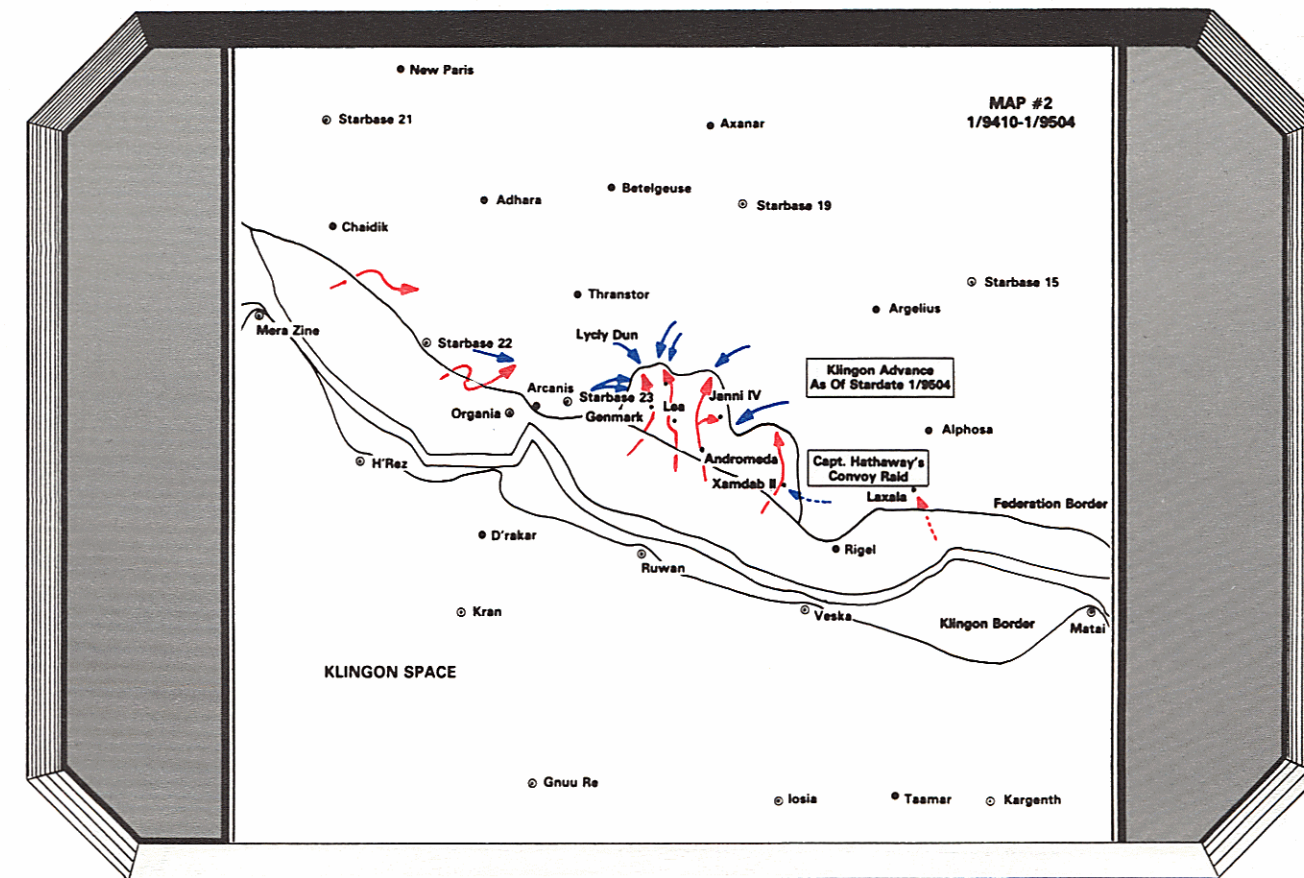 New Paris
MAP #2
1/9410-1/9504
Starbase 21
Axanar
Betelgeuse
Adhara
Starbase 19
Chaidik
Starbase 15
Thranstor
Argelius
Mera Zine
Lycly Dun
Starbase 22
Klingon Advance
As Of Stardate 1/9504
Arcanis
Starbase 23
Janni IV
Lea
Organia
Genmark
Alphosa
Andromeda
H'Rez
Capt. Hathaway's
Convoy Raid
Xamdab II
Laxala
Federation Border
D'rakar
Rigel
Ruwan
Kran
Veska
Klingon Border
Matai
KLINGON SPACE
Gnuu Re
Iosia
Taamar
Kargenth